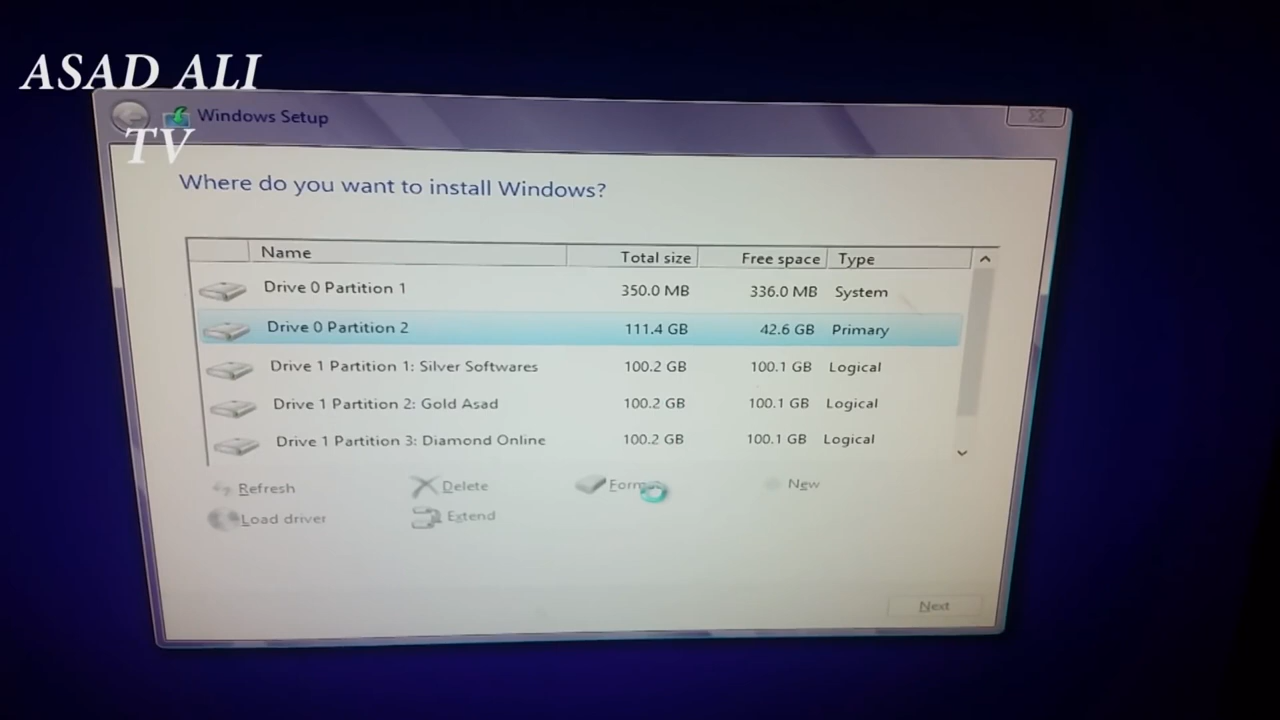 ASAD ALI
TV
Windows Setup
Where do you want to install Windows?
Name Total size Free space Type
Drive 0 Partition 1 350.0 MB 336.0 MB System
Drive 0 Partition 2 111.4 GB 42.6 GB Primary
Drive 1 Partition 1: Silver Softwares 100.2 GB 100.1 GB Logical
Drive 1 Partition 2: Gold Asad 100.2 GB 100.1 GB Logical
Drive 1 Partition 3: Diamond Online 100.2 GB 100.1 GB Logical
Refresh Delete New
Load driver Extend
Next